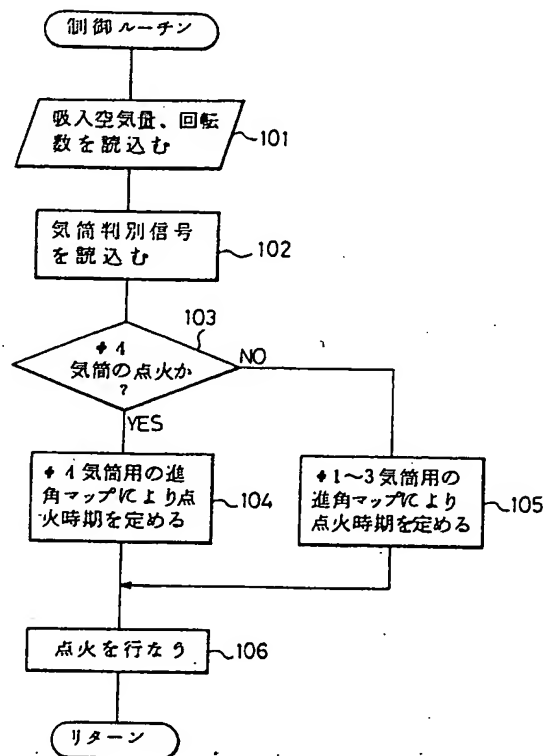 制御ルーチン
吸入空気量、回転
数を読込む
101
気筒判別信号
を読込む
102
103
#4
気筒の点火か
?
NO
YES
#4気筒用の進
角マップにより点
火時期を定める
104
#1~3気筒用の
進角マップにより
点火時期を定める
105
点火を行なう
106
リターン